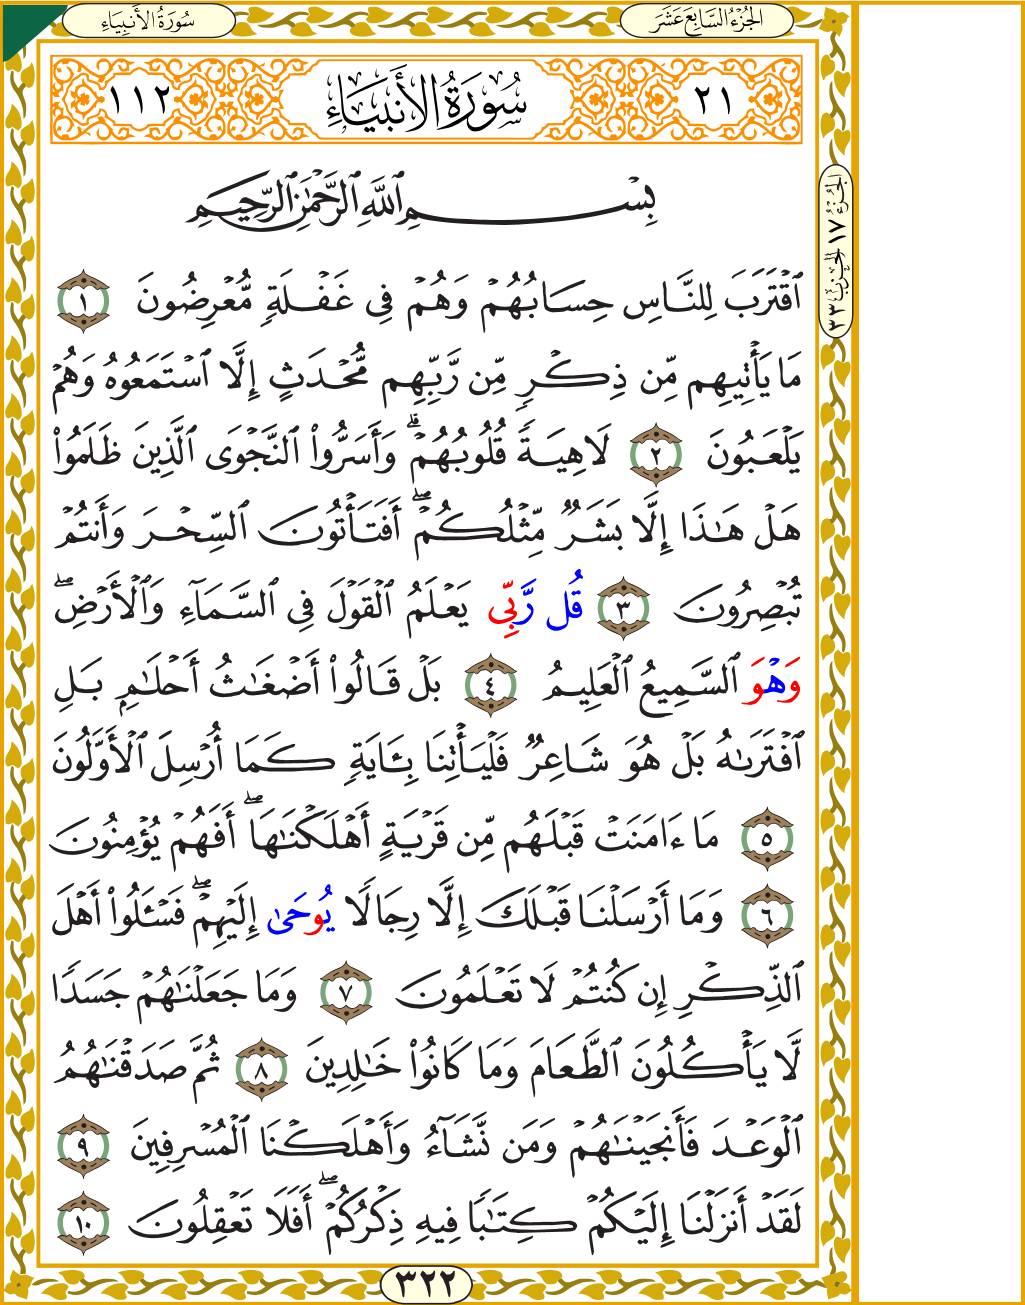 سُورَةُ الأَنبِيَاءِ
الجُزْءُ السَّابِعَ عَشَرَ
٢١
سُورَةُ الأَنبِيَاءِ
١١٢
الجُزْءُ ١٧ الحِزْبُ ٣٣
بِسْمِ ٱللَّهِ ٱلرَّحْمَٰنِ ٱلرَّحِيمِ
ٱقْتَرَبَ لِلنَّاسِ حِسَابُهُمْ وَهُمْ فِى غَفْلَةٍ مُّعْرِضُونَ ١
مَا يَأْتِيهِم مِّن ذِكْرٍ مِّن رَّبِّهِم مُّحْدَثٍ إِلَّا ٱسْتَمَعُوهُ وَهُمْ
يَلْعَبُونَ ٢ لَاهِيَةً قُلُوبُهُمْ ۗ وَأَسَرُّوا۟ ٱلنَّجْوَى ٱلَّذِينَ ظَلَمُوا۟
هَلْ هَٰذَا إِلَّا بَشَرٌ مِّثْلُكُمْ ۖ أَفَتَأْتُونَ ٱلسِّحْرَ وَأَنتُمْ
تُبْصِرُونَ ٣ قُل رَّبِّى يَعْلَمُ ٱلْقَوْلَ فِى ٱلسَّمَآءِ وَٱلْأَرْضِ ۖ
وَهْوَ ٱلسَّمِيعُ ٱلْعَلِيمُ ٤ بَلْ قَالُوا۟ أَضْغَٰثُ أَحْلَٰمٍ بَلِ
ٱفْتَرَىٰهُ بَلْ هُوَ شَاعِرٌ فَلْيَأْتِنَا بِـَٔايَةٍ كَمَا أُرْسِلَ ٱلْأَوَّلُونَ
٥ مَا ءَامَنَتْ قَبْلَهُم مِّن قَرْيَةٍ أَهْلَكْنَٰهَا ۖ أَفَهُمْ يُؤْمِنُونَ
٦ وَمَا أَرْسَلْنَا قَبْلَكَ إِلَّا رِجَالًا يُوحَىٰ إِلَيْهِمْ ۖ فَسْـَٔلُوا۟ أَهْلَ
ٱلذِّكْرِ إِن كُنتُمْ لَا تَعْلَمُونَ ٧ وَمَا جَعَلْنَٰهُمْ جَسَدًا
لَّا يَأْكُلُونَ ٱلطَّعَامَ وَمَا كَانُوا۟ خَٰلِدِينَ ٨ ثُمَّ صَدَقْنَٰهُمُ
ٱلْوَعْدَ فَأَنجَيْنَٰهُمْ وَمَن نَّشَآءُ وَأَهْلَكْنَا ٱلْمُسْرِفِينَ ٩
لَقَدْ أَنزَلْنَا إِلَيْكُمْ كِتَٰبًا فِيهِ ذِكْرُكُمْ ۖ أَفَلَا تَعْقِلُونَ ١٠
٣٢٢